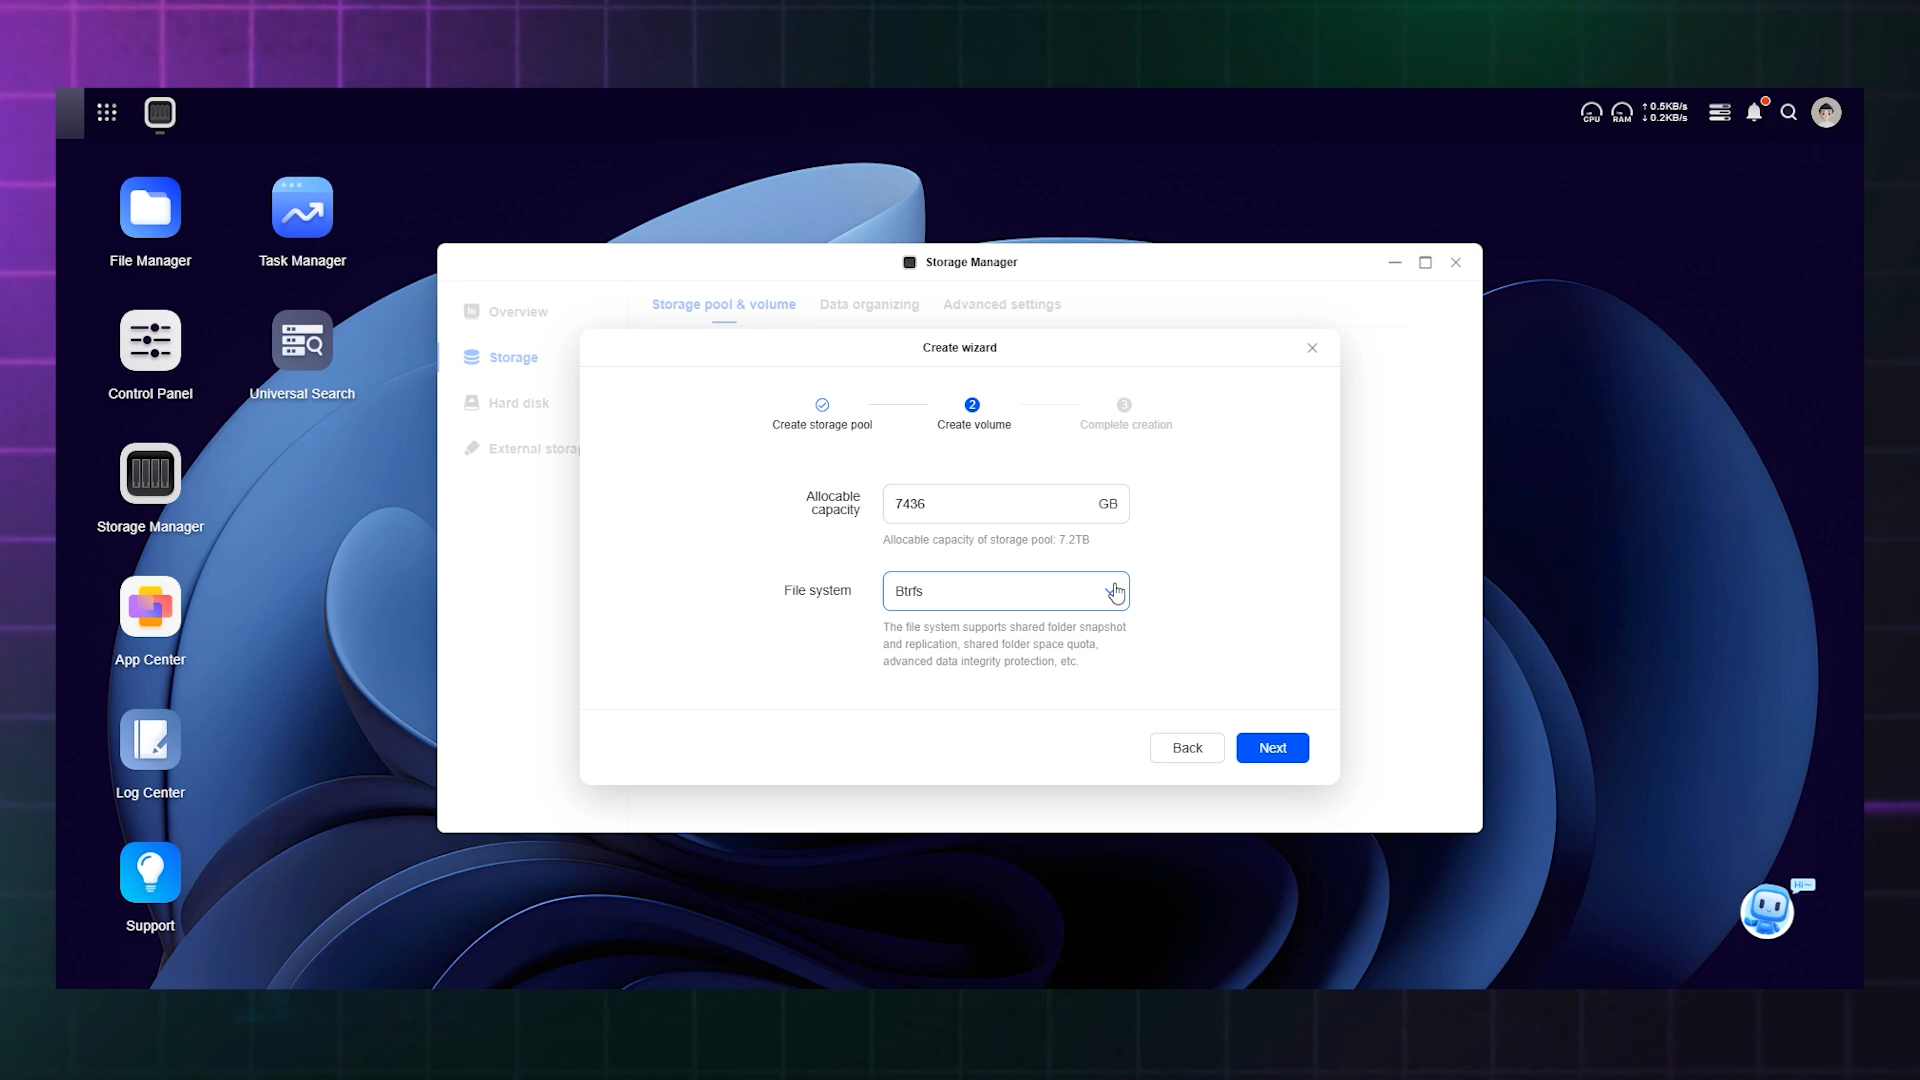 CPU
RAM
↑ 0.5KB/s
↓ 0.2KB/s
File Manager
Task Manager
Control Panel
Universal Search
Storage Manager
App Center
Log Center
Support
Storage Manager
Overview
Storage
Hard disk
External storag
Storage pool & volume
Data organizing
Advanced settings
Create wizard
2
3
Create storage pool
Create volume
Complete creation
Allocable
capacity
7436
GB
Allocable capacity of storage pool: 7.2TB
File system
Btrfs
The file system supports shared folder snapshot
and replication, shared folder space quota,
advanced data integrity protection, etc.
Back
Next
Hi~